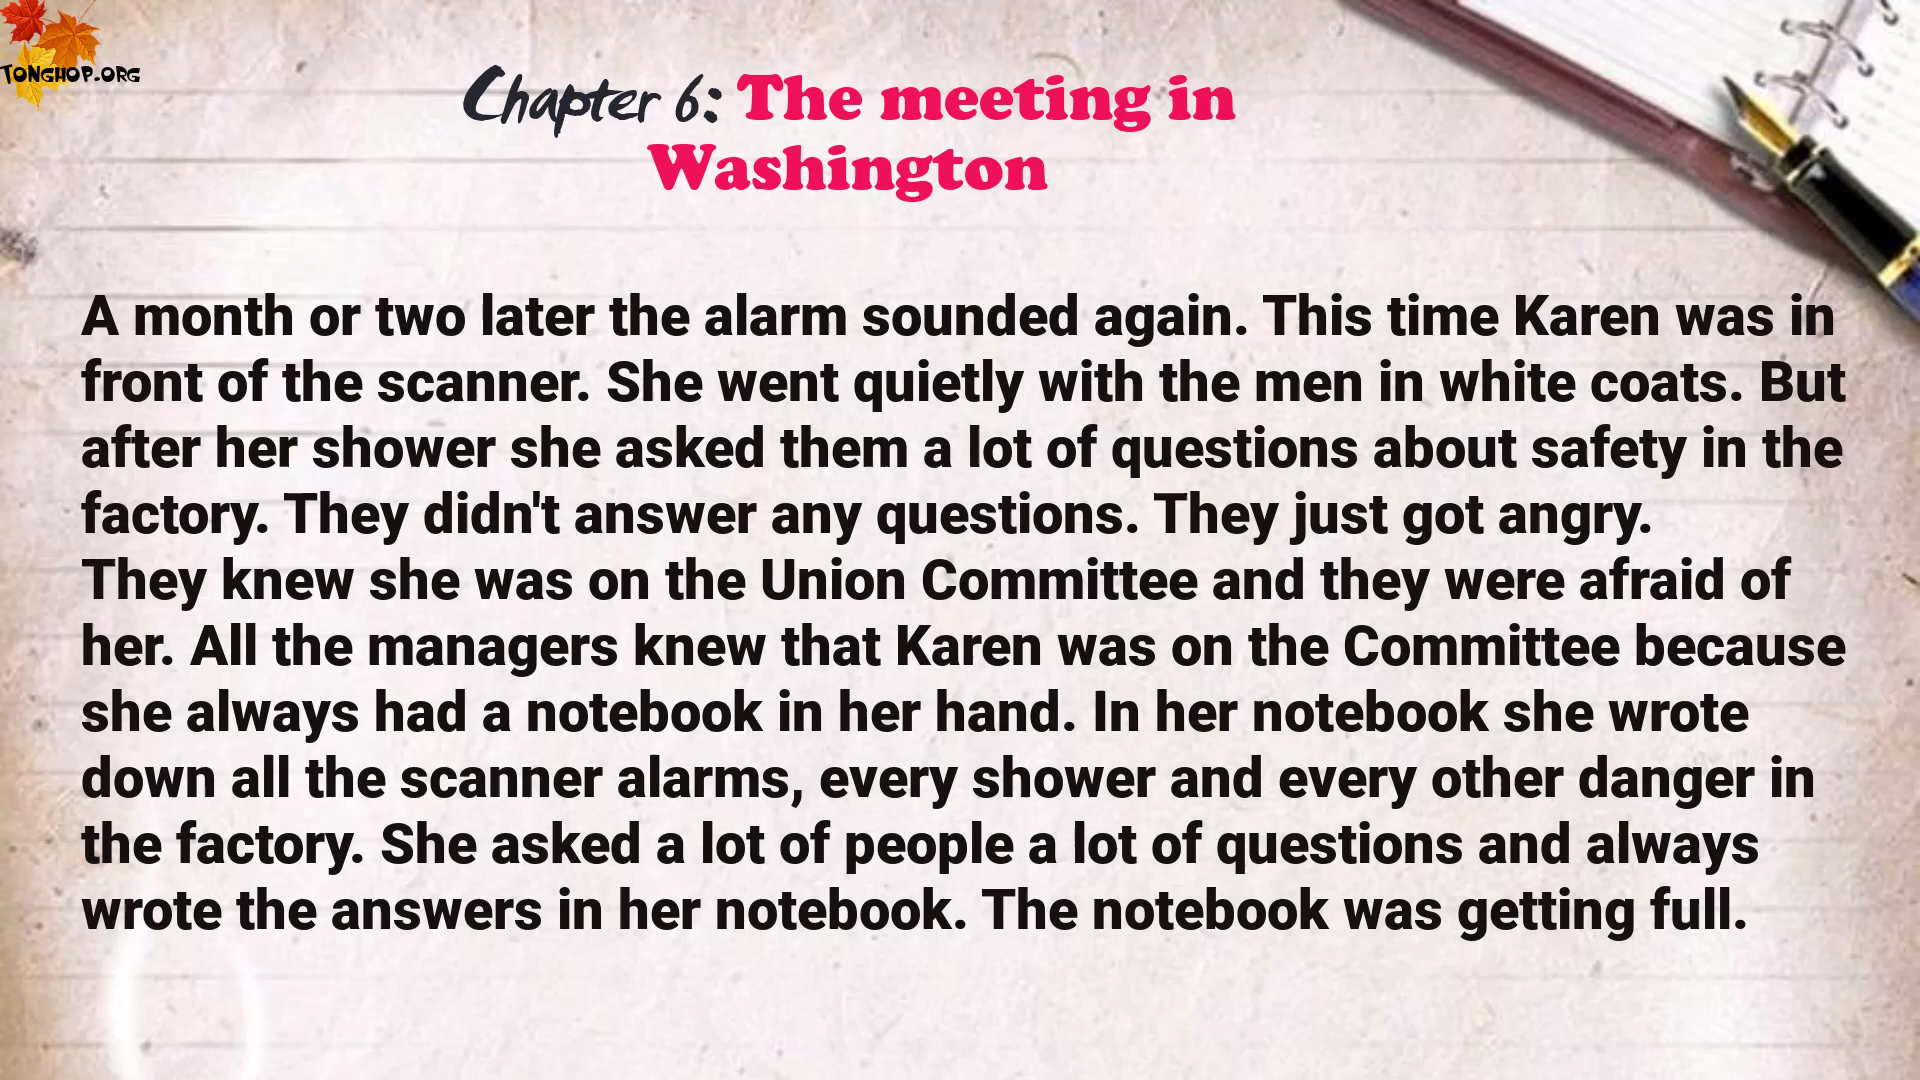 TONGHOP.ORG
Chapter 6: The meeting in
Washington
A month or two later the alarm sounded again. This time Karen was in
front of the scanner. She went quietly with the men in white coats. But
after her shower she asked them a lot of questions about safety in the
factory. They didn't answer any questions. They just got angry.
They knew she was on the Union Committee and they were afraid of
her. All the managers knew that Karen was on the Committee because
she always had a notebook in her hand. In her notebook she wrote
down all the scanner alarms, every shower and every other danger in
the factory. She asked a lot of people a lot of questions and always
wrote the answers in her notebook. The notebook was getting full.